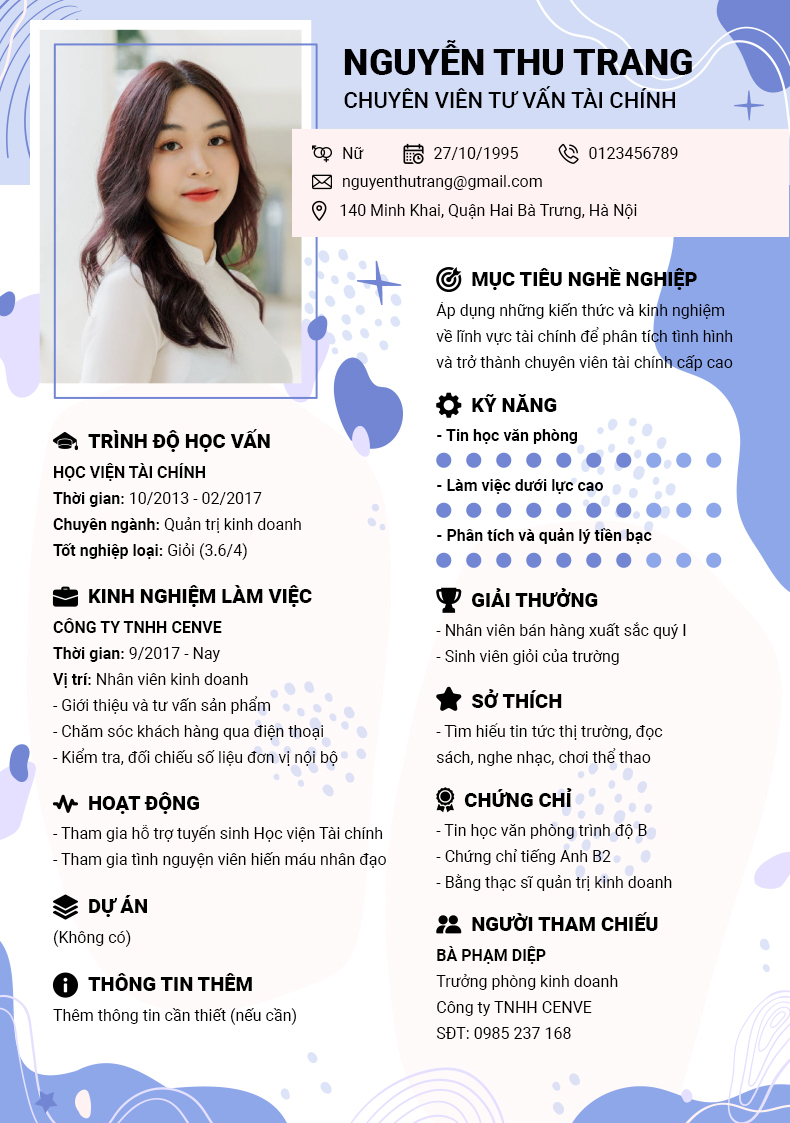 NGUYỄN THU TRANG
CHUYÊN VIÊN TƯ VẤN TÀI CHÍNH
Nữ 27/10/1995 0123456789
nguyenthutrang@gmail.com
140 Minh Khai, Quận Hai Bà Trưng, Hà Nội
TRÌNH ĐỘ HỌC VẤN
HỌC VIỆN TÀI CHÍNH
Thời gian: 10/2013 - 02/2017
Chuyên ngành: Quản trị kinh doanh
Tốt nghiệp loại: Giỏi (3.6/4)
KINH NGHIỆM LÀM VIỆC
CÔNG TY TNHH CENVE
Thời gian: 9/2017 - Nay
Vị trí: Nhân viên kinh doanh
- Giới thiệu và tư vấn sản phẩm
- Chăm sóc khách hàng qua điện thoại
- Kiểm tra, đối chiếu số liệu đơn vị nội bộ
HOẠT ĐỘNG
- Tham gia hỗ trợ tuyển sinh Học viện Tài chính
- Tham gia tình nguyện viên hiến máu nhân đạo
DỰ ÁN
(Không có)
THÔNG TIN THÊM
Thêm thông tin cần thiết (nếu cần)
MỤC TIÊU NGHỀ NGHIỆP
Áp dụng những kiến thức và kinh nghiệm
về lĩnh vực tài chính để phân tích tình hình
và trở thành chuyên viên tài chính cấp cao
KỸ NĂNG
- Tin học văn phòng
- Làm việc dưới lực cao
- Phân tích và quản lý tiền bạc
GIẢI THƯỞNG
- Nhân viên bán hàng xuất sắc quý I
- Sinh viên giỏi của trường
SỞ THÍCH
- Tìm hiểu tin tức thị trường, đọc
sách, nghe nhạc, chơi thể thao
CHỨNG CHỈ
- Tin học văn phòng trình độ B
- Chứng chỉ tiếng Anh B2
- Bằng thạc sĩ quản trị kinh doanh
NGƯỜI THAM CHIẾU
BÀ PHẠM DIỆP
Trưởng phòng kinh doanh
Công ty TNHH CENVE
SĐT: 0985 237 168